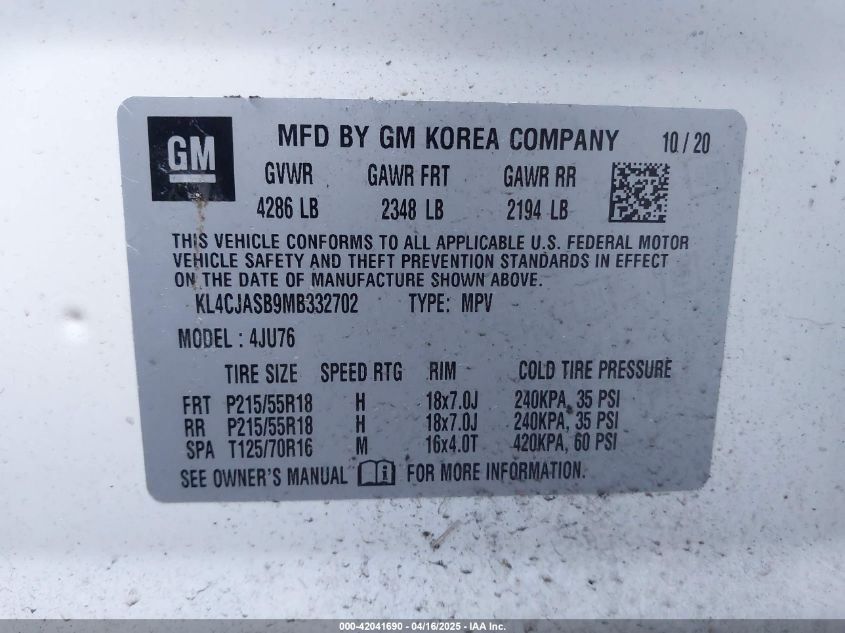 GM MFD BY GM KOREA COMPANY 10 / 20
GVWR GAWR FRT GAWR RR
4286 LB 2348 LB 2194 LB
THIS VEHICLE CONFORMS TO ALL APPLICABLE U.S. FEDERAL MOTOR
VEHICLE SAFETY AND THEFT PREVENTION STANDARDS IN EFFECT
ON THE DATE OF MANUFACTURE SHOWN ABOVE.
KL4CJASB9MB332702 TYPE: MPV
MODEL : 4JU76
TIRE SIZE SPEED RTG RIM COLD TIRE PRESSURE
FRT P215/55R18 H 18x7.0J 240KPA, 35 PSI
RR P215/55R18 H 18x7.0J 240KPA, 35 PSI
SPA T125/70R16 M 16x4.0T 420KPA, 60 PSI
SEE OWNER'S MANUAL i FOR MORE INFORMATION.
000-42041690 - 04/16/2025 - IAA Inc.